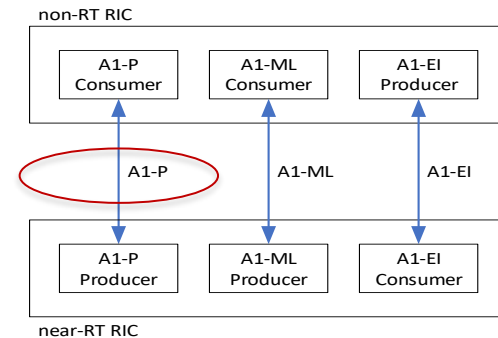 non-RT RIC
A1-P
Consumer
A1-ML
Consumer
A1-EI
Producer
A1-P
A1-ML
A1-EI
A1-P
Producer
A1-ML
Producer
A1-EI
Consumer
near-RT RIC